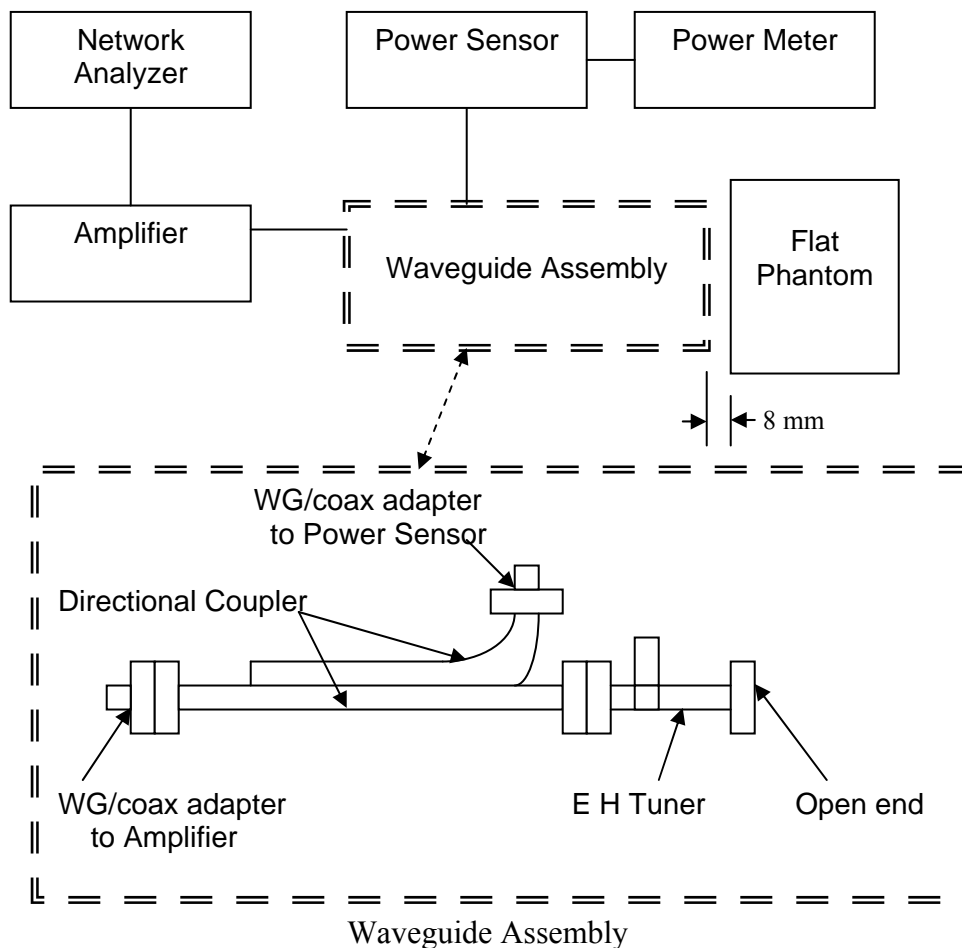 Network
Analyzer
Power Sensor
Power Meter
Amplifier
Waveguide Assembly
Flat
Phantom
8 mm
WG/coax adapter
to Power Sensor
Directional Coupler
WG/coax adapter
to Amplifier
E H Tuner
Open end
Waveguide Assembly